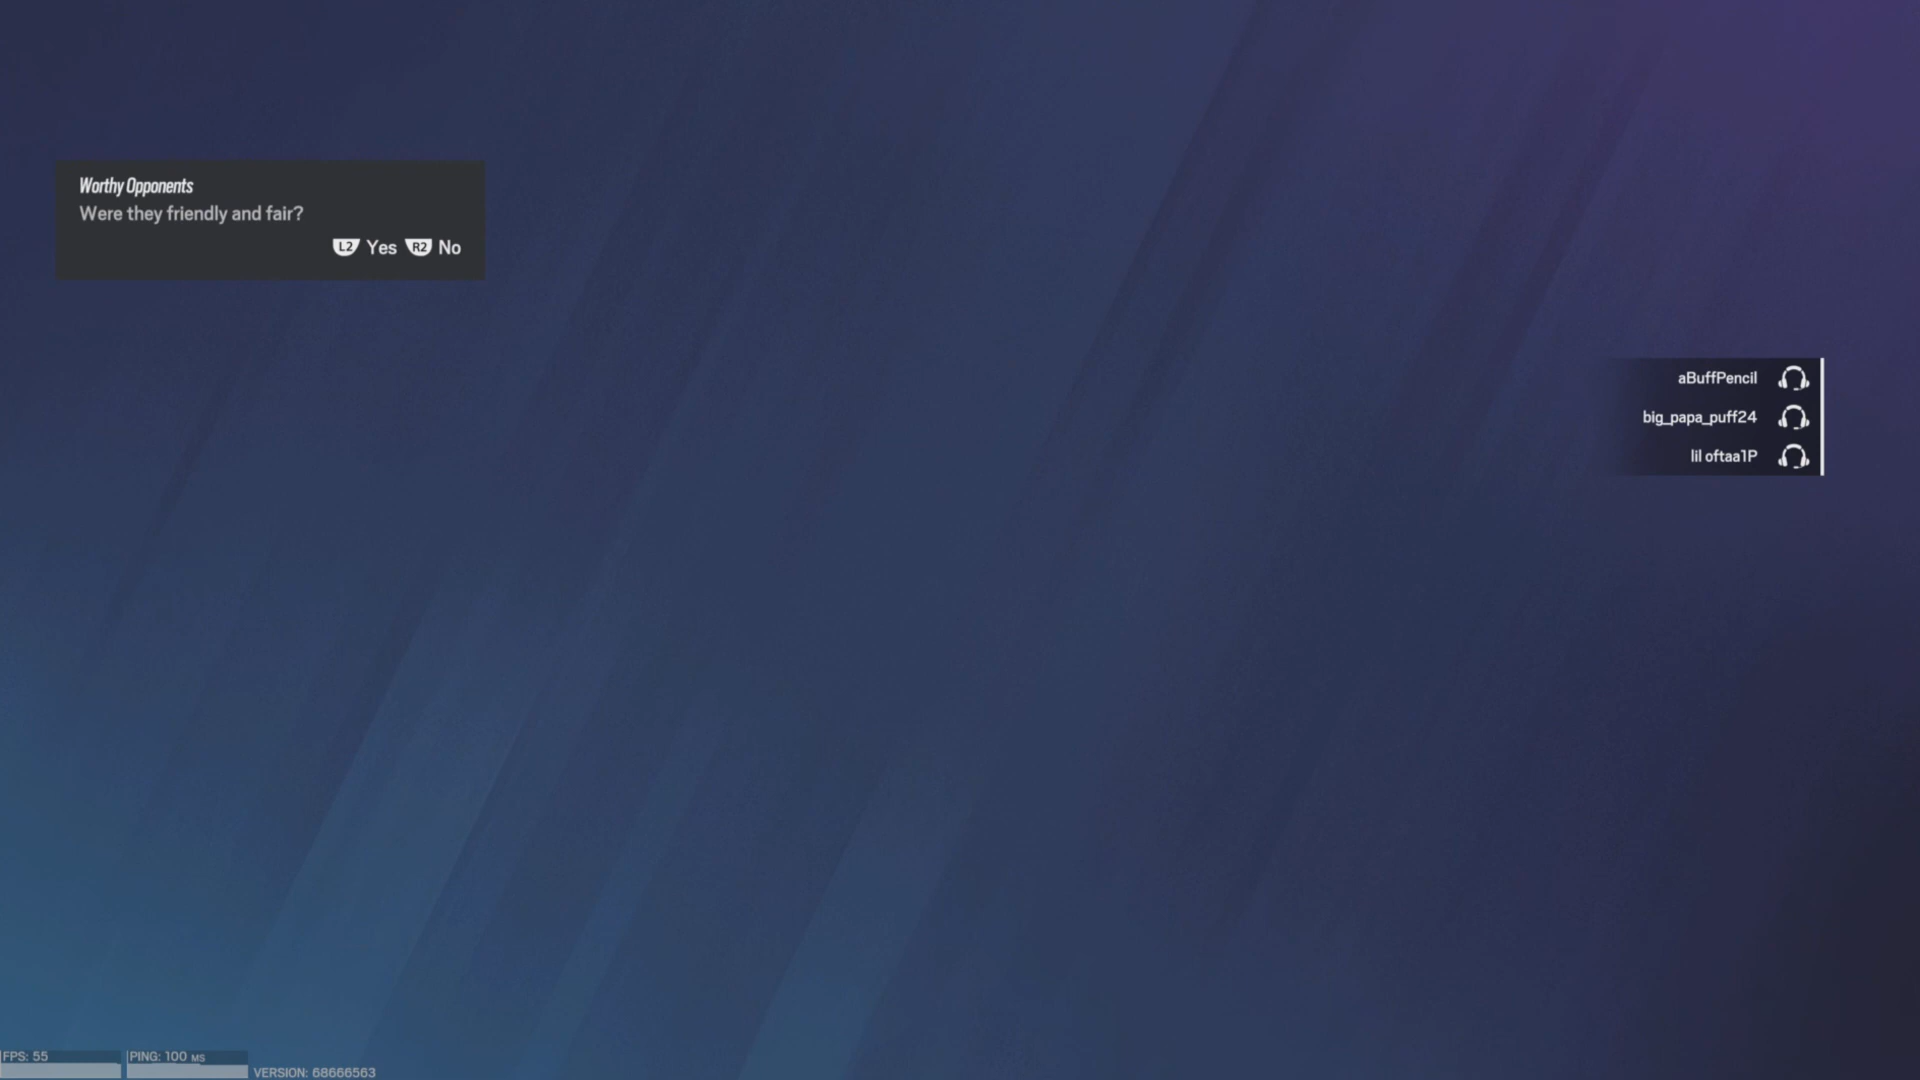 Worthy Opponents
Were they friendly and fair?
L2 Yes R2 No
aBuffPencil
big_papa_puff24
lil oftaa1P
FPS: 55
PING: 100 MS
VERSION: 68666563